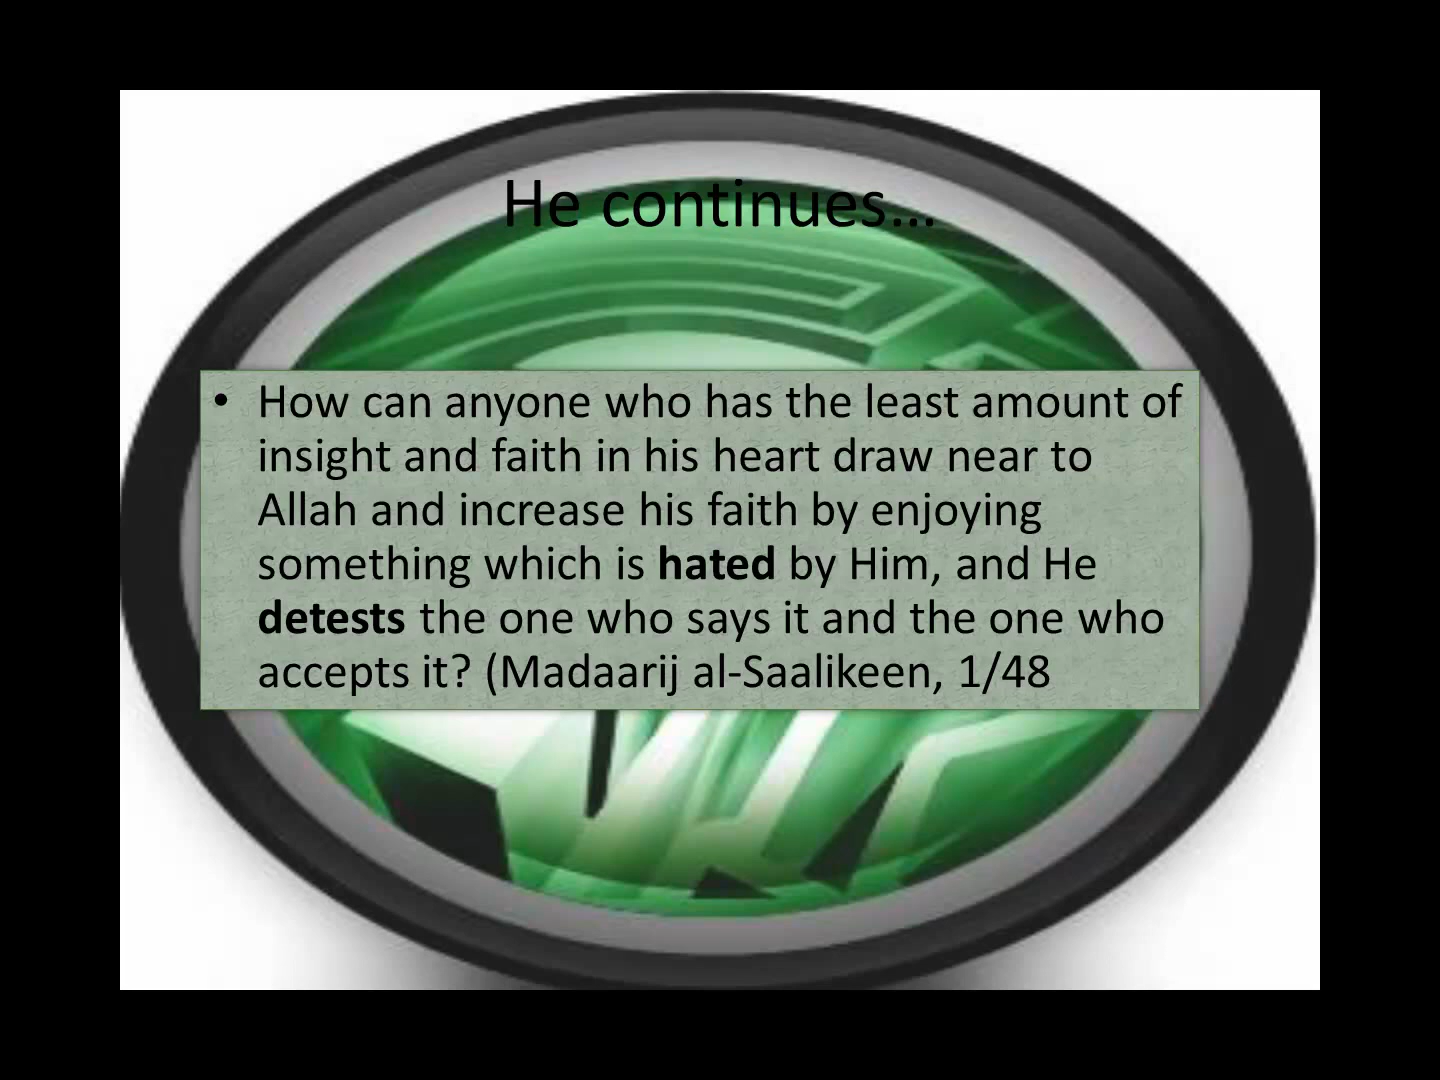 He continues…
• How can anyone who has the least amount of
insight and faith in his heart draw near to
Allah and increase his faith by enjoying
something which is hated by Him, and He
detests the one who says it and the one who
accepts it? (Madaarij al-Saalikeen, 1/48